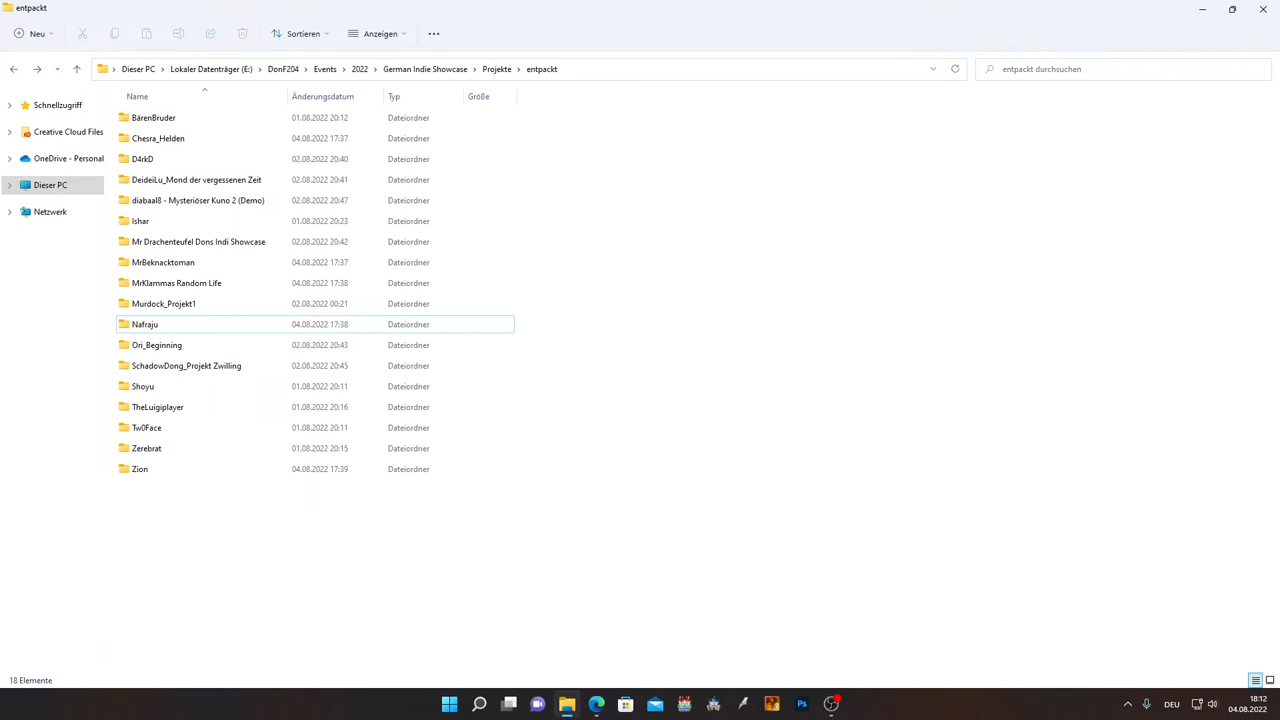 entpackt
Neu
Sortieren
Anzeigen
Dieser PC > Lokaler Datenträger (E:) > DonF204 > Events > 2022 > German Indie Showcase > Projekte > entpackt
entpackt durchsuchen
Name Änderungsdatum Typ Größe
Schnellzugriff
Creative Cloud Files
OneDrive - Personal
Dieser PC
Netzwerk
BärenBruder 01.08.2022 20:12 Dateiordner
Chesra_Helden 04.08.2022 17:37 Dateiordner
D4rkD 02.08.2022 20:40 Dateiordner
DeideiLu_Mond der vergessenen Zeit 02.08.2022 20:41 Dateiordner
diabaal8 - Mysteriöser Kuno 2 (Demo) 02.08.2022 20:47 Dateiordner
Ishar 01.08.2022 20:23 Dateiordner
Mr Drachenteufel Dons Indi Showcase 02.08.2022 20:42 Dateiordner
MrBeknacktoman 04.08.2022 17:37 Dateiordner
MrKlammas Random Life 04.08.2022 17:38 Dateiordner
Murdock_Projekt1 02.08.2022 00:21 Dateiordner
Nafraju 04.08.2022 17:38 Dateiordner
Ori_Beginning 02.08.2022 20:43 Dateiordner
SchadowDong_Projekt Zwilling 02.08.2022 20:45 Dateiordner
Shoyu 01.08.2022 20:11 Dateiordner
TheLuigiplayer 01.08.2022 20:16 Dateiordner
Tw0Face 01.08.2022 20:11 Dateiordner
Zerebrat 01.08.2022 20:15 Dateiordner
Zion 04.08.2022 17:39 Dateiordner
18 Elemente
Ps
DEU
18:12
04.08.2022